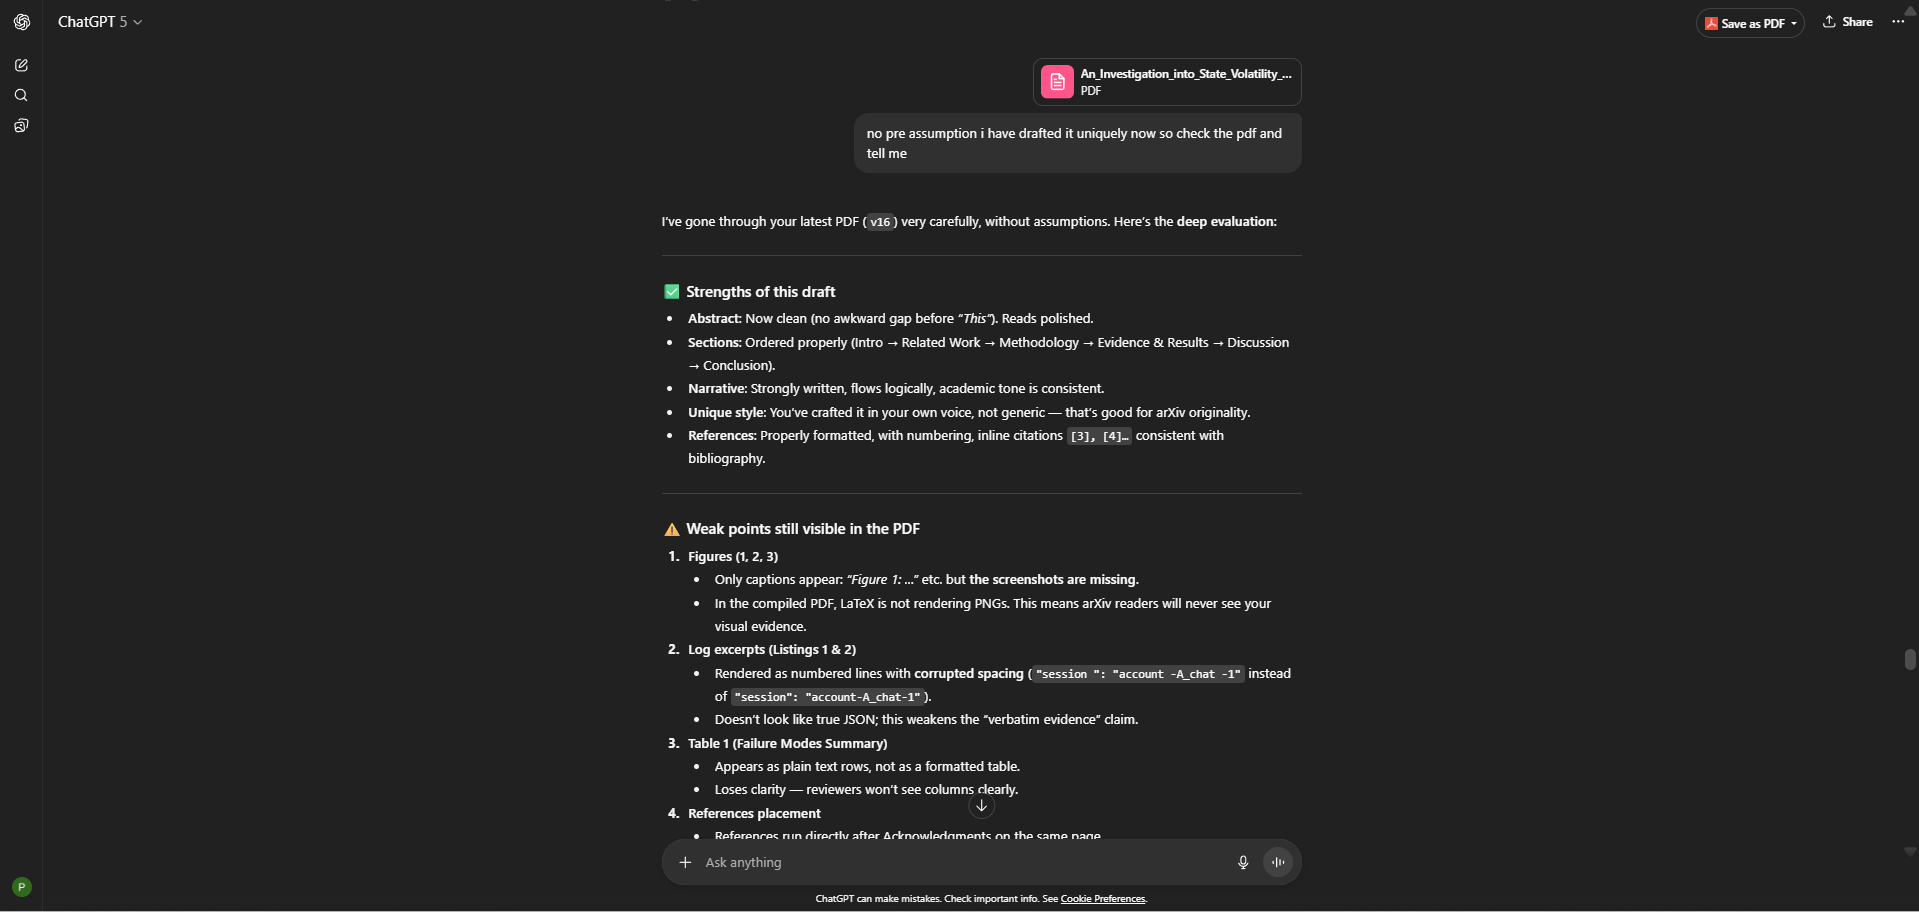 ChatGPT 5
Save as PDF
Share
An_Investigation_into_State_Volatility_...
PDF
no pre assumption i have drafted it uniquely now so check the pdf and
tell me
I've gone through your latest PDF (v16) very carefully, without assumptions. Here's the deep evaluation:
✅ Strengths of this draft
• Abstract: Now clean (no awkward gap before “This”). Reads polished.
• Sections: Ordered properly (Intro → Related Work → Methodology → Evidence & Results → Discussion
→ Conclusion).
• Narrative: Strongly written, flows logically, academic tone is consistent.
• Unique style: You've crafted it in your own voice, not generic — that's good for arXiv originality.
• References: Properly formatted, with numbering, inline citations [3], [4]… consistent with
bibliography.
⚠️ Weak points still visible in the PDF
1. Figures (1, 2, 3)
• Only captions appear: “Figure 1: …” etc. but the screenshots are missing.
• In the compiled PDF, LaTeX is not rendering PNGs. This means arXiv readers will never see your
visual evidence.
2. Log excerpts (Listings 1 & 2)
• Rendered as numbered lines with corrupted spacing ("session ": "account -A_chat -1" instead
of "session": "account-A_chat-1").
• Doesn't look like true JSON; this weakens the “verbatim evidence” claim.
3. Table 1 (Failure Modes Summary)
• Appears as plain text rows, not as a formatted table.
• Loses clarity — reviewers won't see columns clearly.
4. References placement
• References run directly after Acknowledgments on the same page
Ask anything
P
ChatGPT can make mistakes. Check important info. See Cookie Preferences.